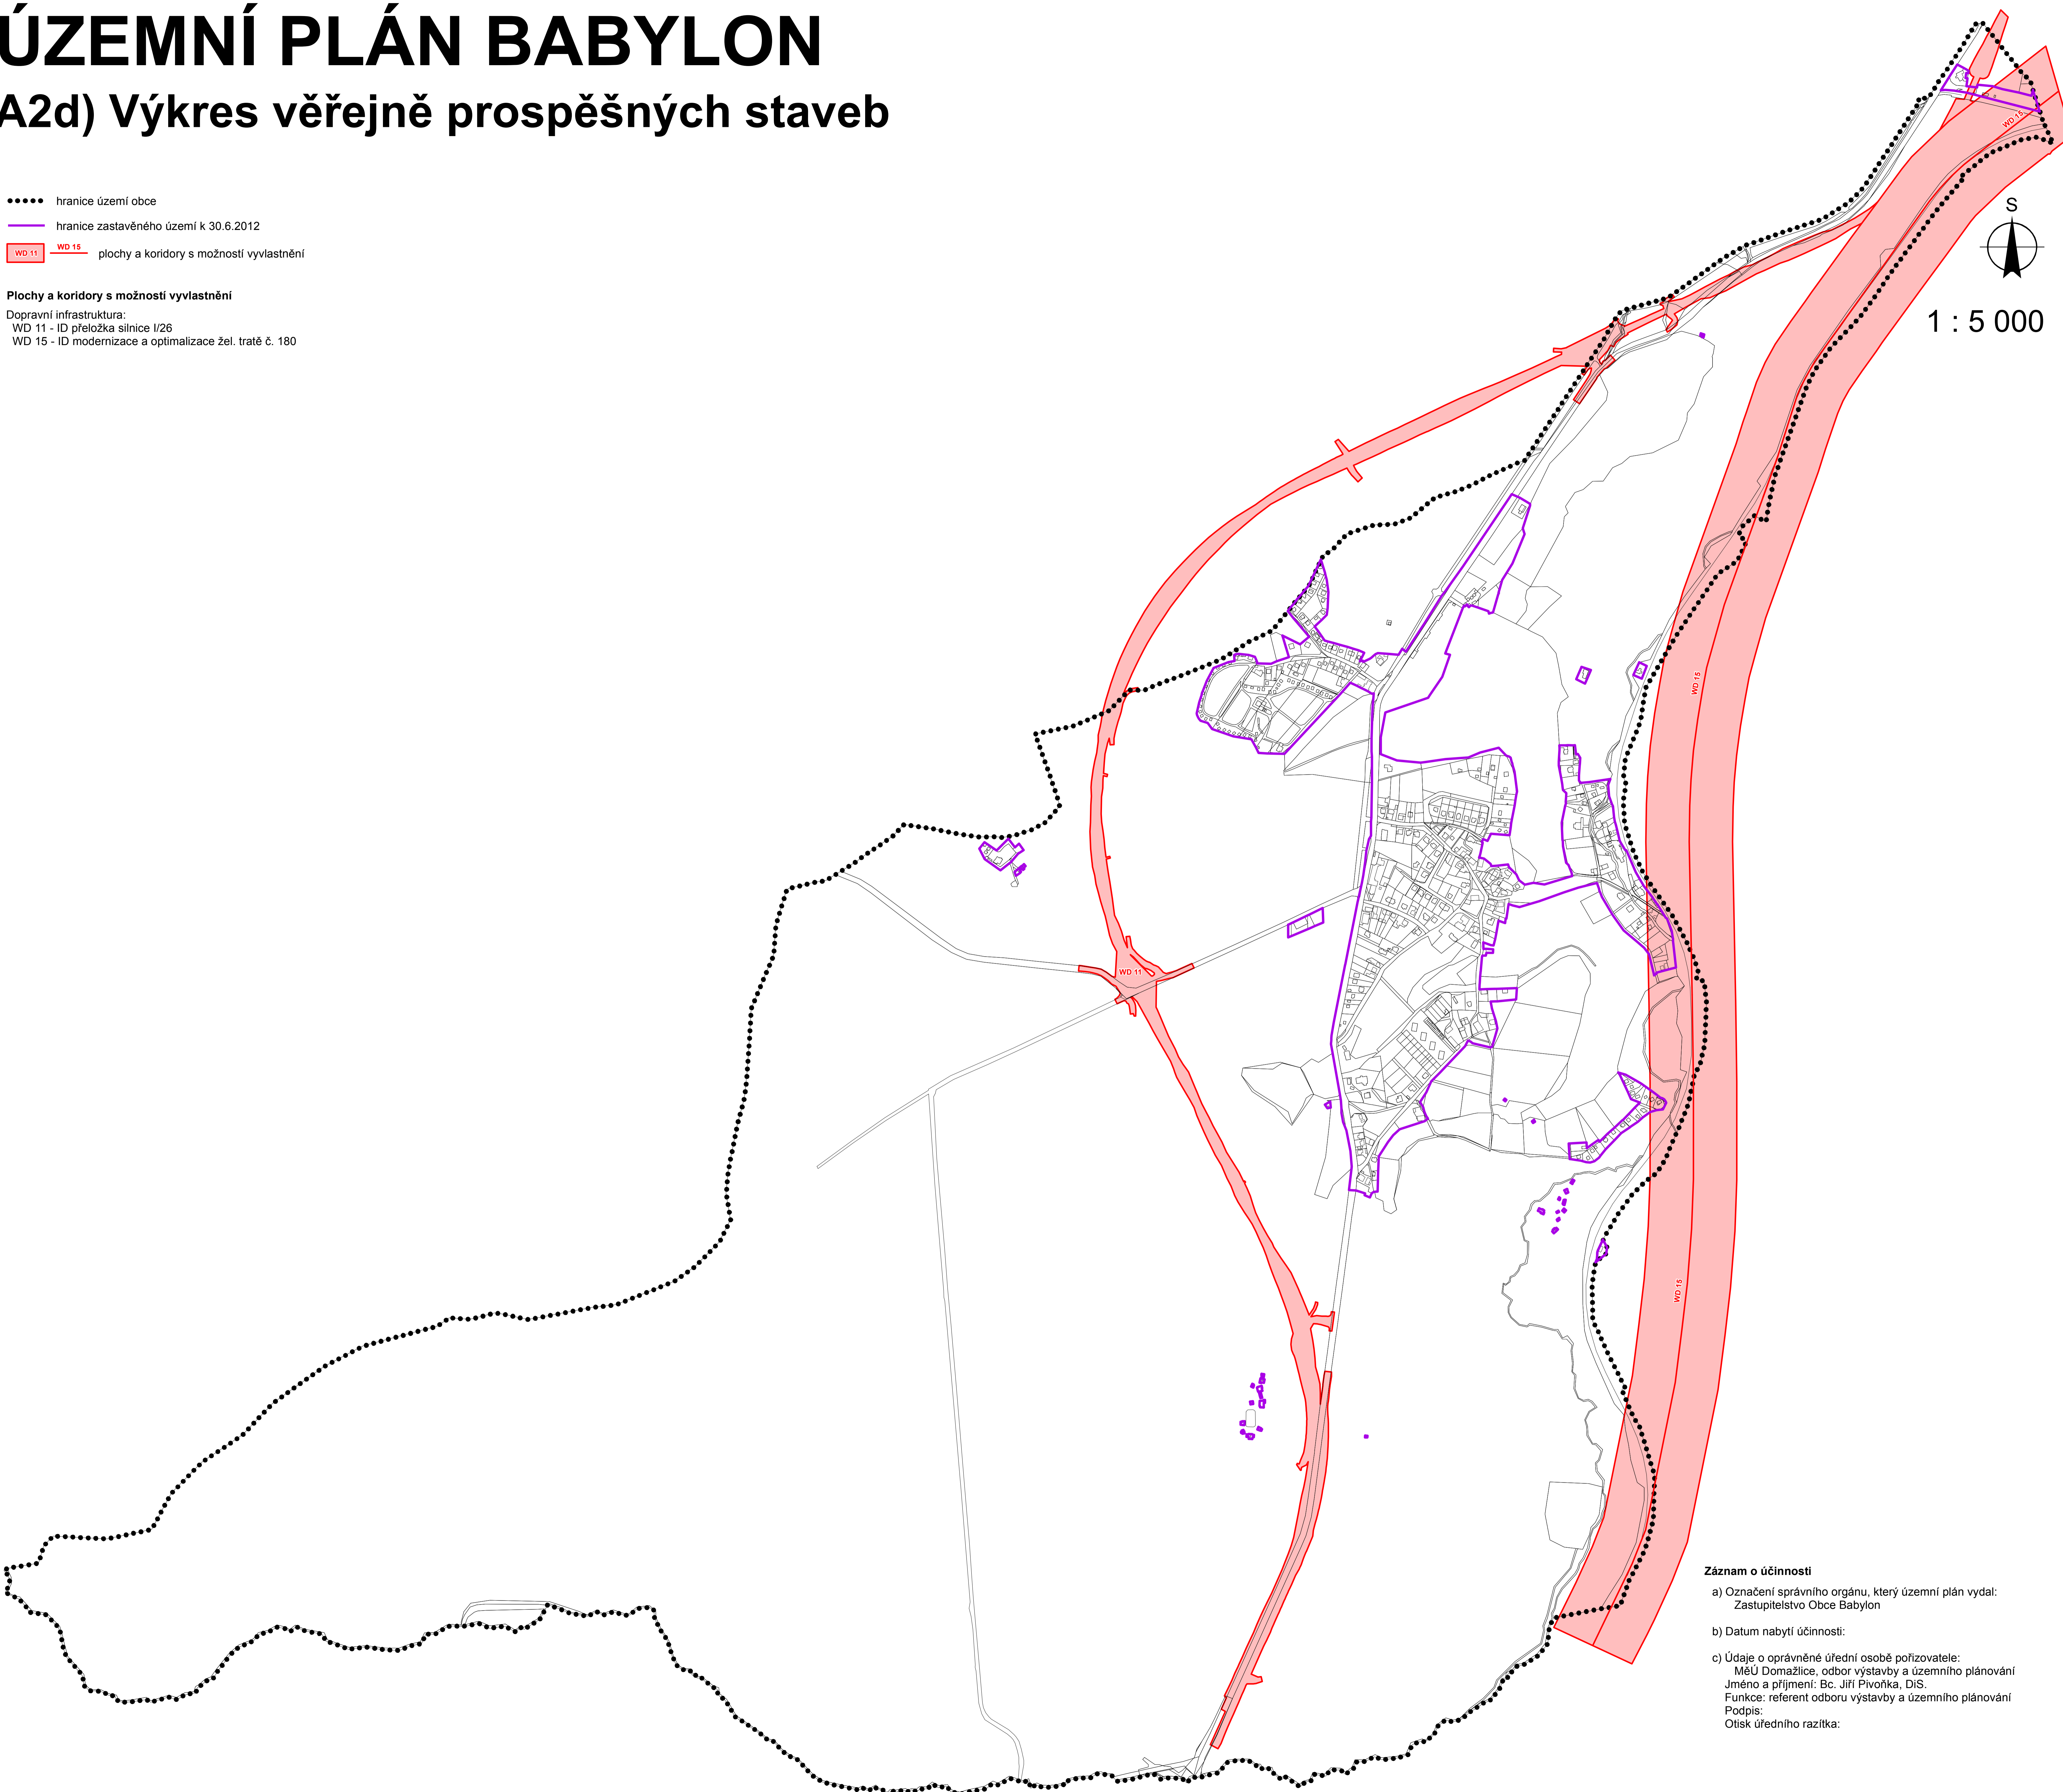 ÚZEMNÍ PLÁN BABYLON
A2d) Výkres věřejně prospěšných staveb
hranice území obce
hranice zastavěného území k 30.6.2012
WD 11 WD 15 plochy a koridory s možností vyvlastnění
Plochy a koridory s možností vyvlastnění
Dopravní infrastruktura:
WD 11 - ID přeložka silnice I/26
WD 15 - ID modernizace a optimalizace žel. tratě č. 180
S
1 : 5 000
WD 15
WD 15
WD 11
WD 15
Záznam o účinnosti
a) Označení správního orgánu, který územní plán vydal:
Zastupitelstvo Obce Babylon
b) Datum nabytí účinnosti:
c) Údaje o oprávněné úřední osobě pořizovatele:
MěÚ Domažlice, odbor výstavby a územního plánování
Jméno a příjmení: Bc. Jiří Pivoňka, DiS.
Funkce: referent odboru výstavby a územního plánování
Podpis:
Otisk úředního razítka: